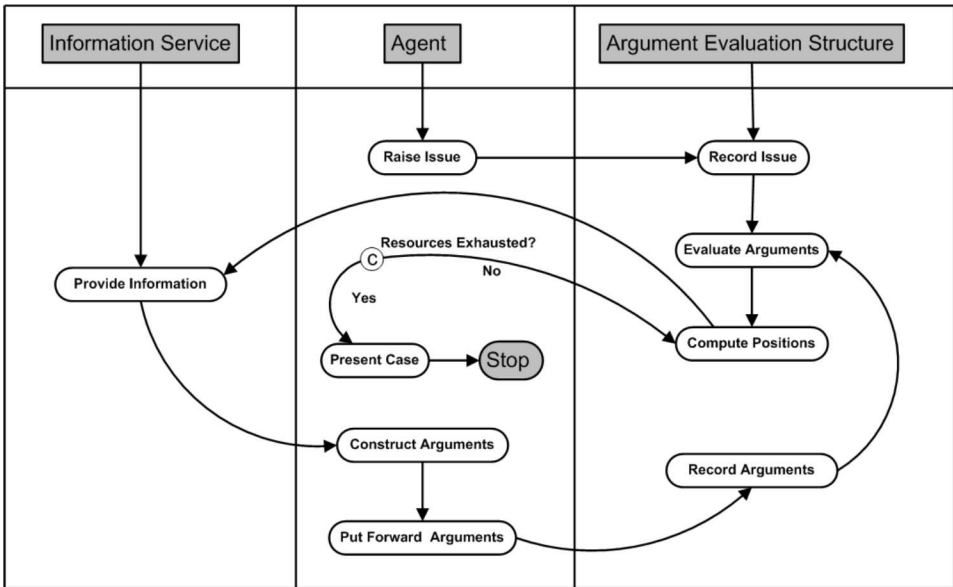 Information Service
Agent
Argument Evaluation Structure
Raise Issue
Record Issue
Resources Exhausted?
Evaluate Arguments
C
No
Provide Information
Yes
Compute Positions
Present Case
Stop
Construct Arguments
Record Arguments
Put Forward Arguments